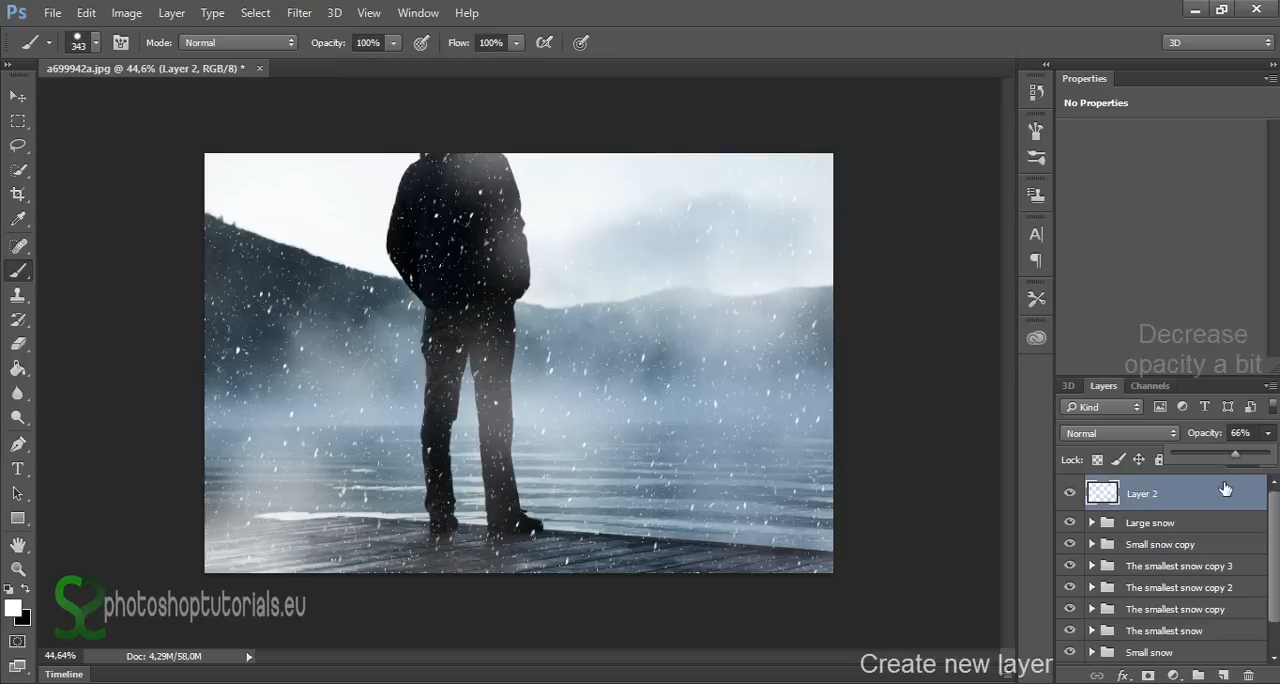 Ps File Edit Image Layer Type Select Filter 3D View Window Help
343 Mode: Normal Opacity: 100% Flow: 100% 3D
a699942a.jpg @ 44,6% (Layer 2, RGB/8) *
Properties
No Properties
Decrease
opacity a bit
3D Layers Channels
Kind
Normal Opacity: 66%
Lock:
Layer 2
Large snow
Small snow copy
The smallest snow copy 3
The smallest snow copy 2
The smallest snow copy
The smallest snow
Small snow
photoshoptutorials.eu
44,64% Doc: 4,29M/58,0M
Create new layer
Timeline